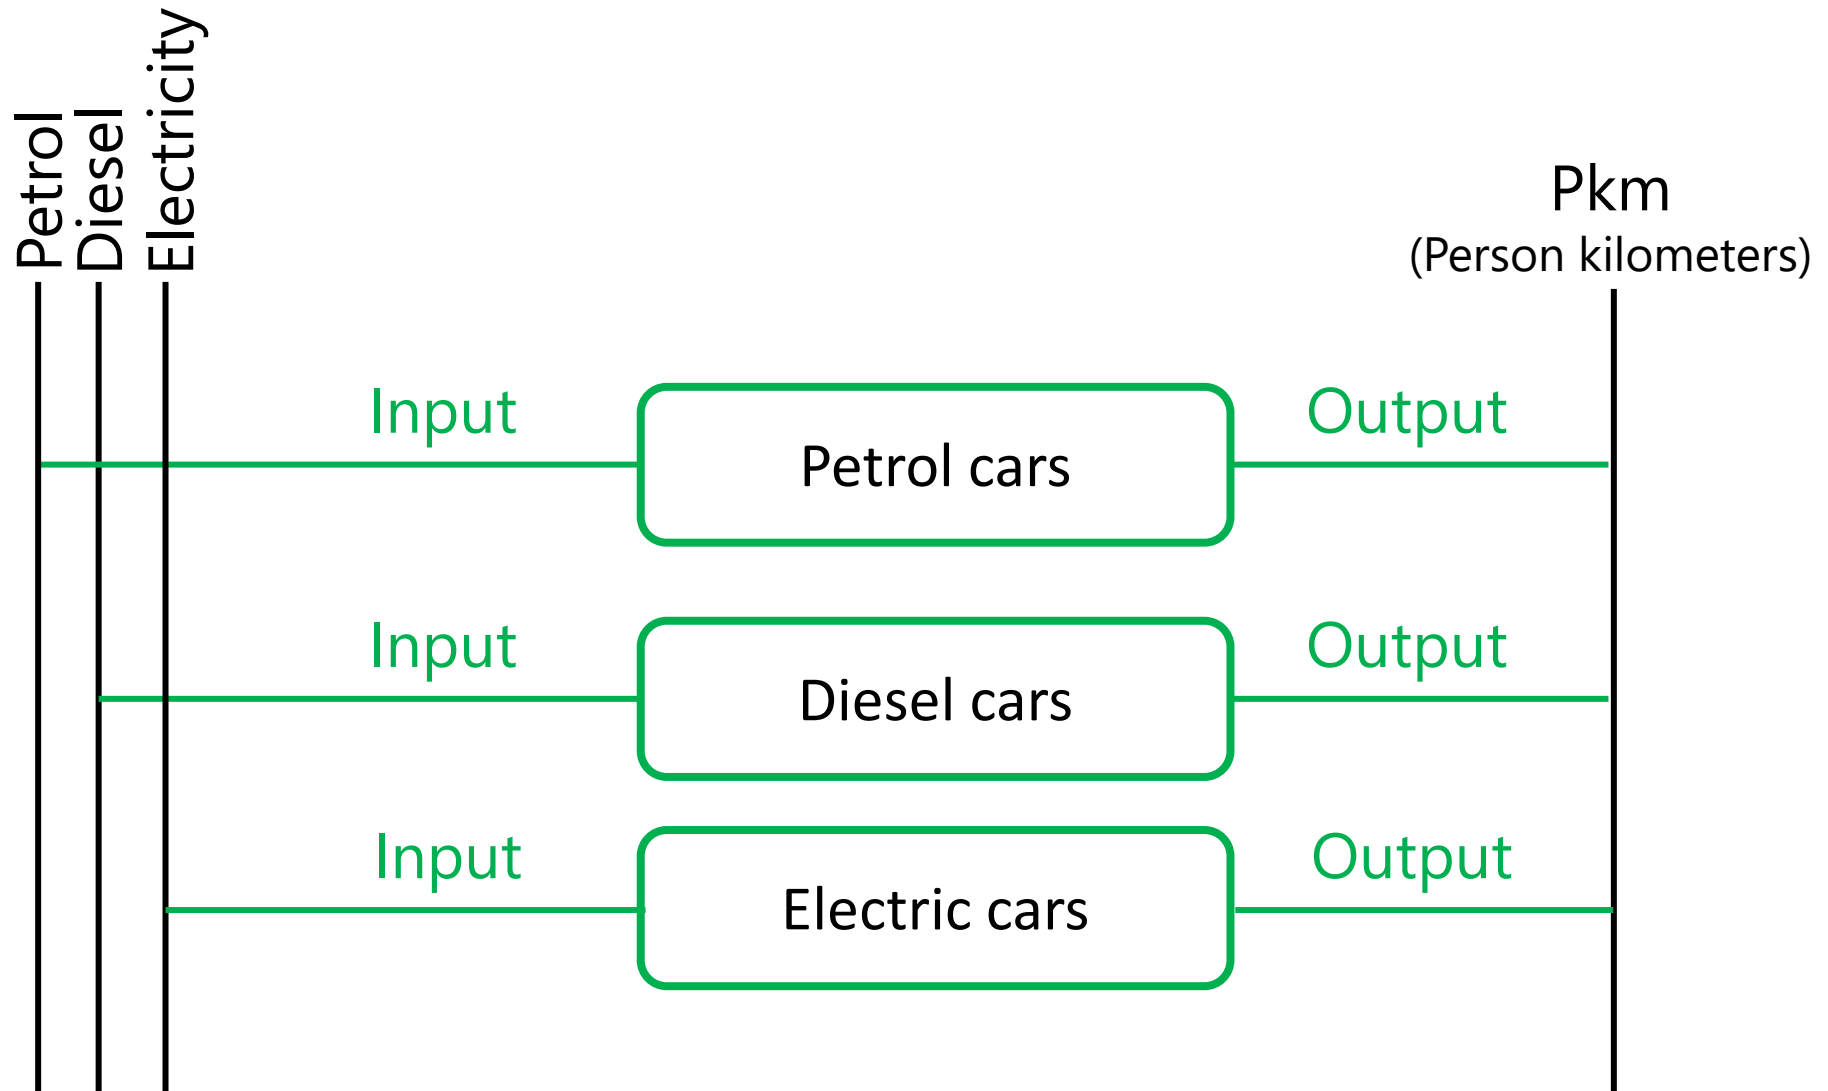 Petrol
Diesel
Electricity
Pkm
(Person kilometers)
Input
Petrol cars
Output
Input
Diesel cars
Output
Input
Electric cars
Output